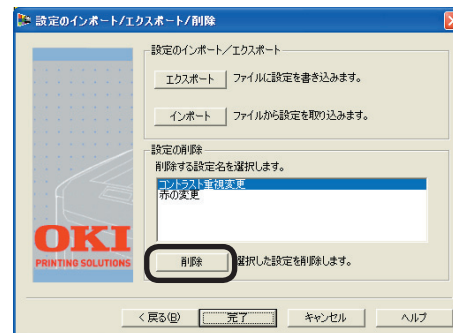 設定のインポート/エクスポート/削除
設定のインポート/エクスポート
エクスポート ファイルに設定を書き込みます。
インポート ファイルから設定を取り込みます。
設定の削除
削除する設定名を選択します。
コントラスト重視変更
赤の変更
OKI
PRINTING SOLUTIONS
削除 選択した設定を削除します。
< 戻る(B) 完了 キャンセル ヘルプ